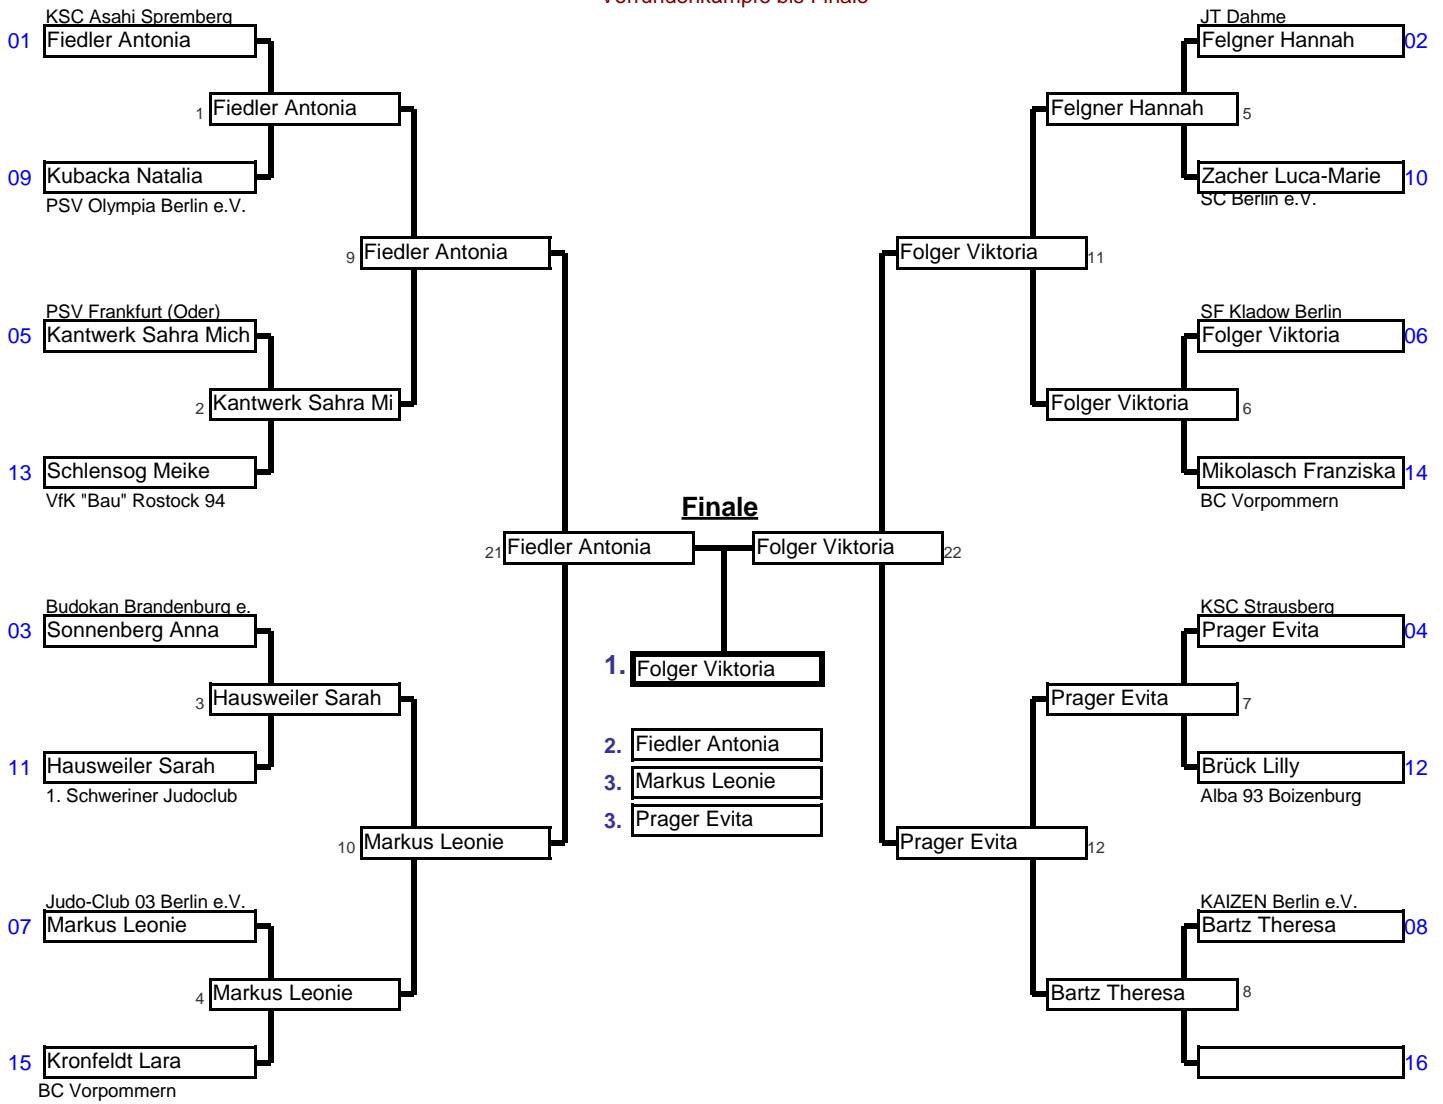 KSC Asahi Spremberg
01 Fiedler Antonia
1 Fiedler Antonia
09 Kubacka Natalia
PSV Olympia Berlin e.V.
9 Fiedler Antonia
PSV Frankfurt (Oder)
05 Kantwerk Sahra Mich
2 Kantwerk Sahra Mi
13 Schlensog Meike
VfK "Bau" Rostock 94
21 Fiedler Antonia
Budokan Brandenburg e.
03 Sonnenberg Anna
3 Hausweiler Sarah
11 Hausweiler Sarah
1. Schweriner Judoclub
10 Markus Leonie
Judo-Club 03 Berlin e.V.
07 Markus Leonie
4 Markus Leonie
15 Kronfeldt Lara
BC Vorpommern
Finale
1. Folger Viktoria
2. Fiedler Antonia
3. Markus Leonie
3. Prager Evita
JT Dahme
Felgner Hannah 02
Felgner Hannah 5
Zacher Luca-Marie 10
SC Berlin e.V.
Folger Viktoria 11
SF Kladow Berlin
Folger Viktoria 06
Folger Viktoria 6
Mikolasch Franziska 14
BC Vorpommern
Folger Viktoria 22
KSC Strausberg
Prager Evita 04
Prager Evita 7
Brück Lilly 12
Alba 93 Boizenburg
Prager Evita 12
KAIZEN Berlin e.V.
Bartz Theresa 08
Bartz Theresa 8
16